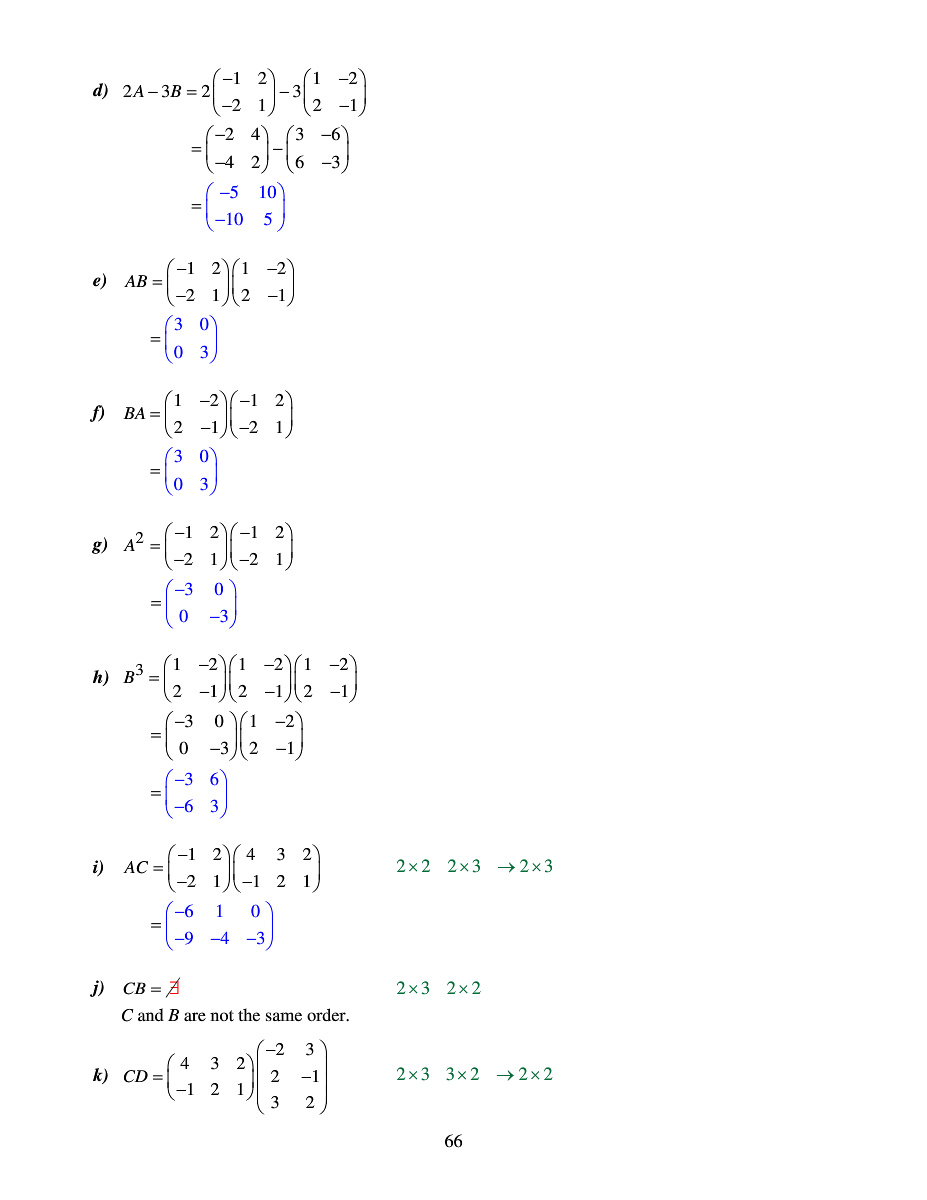 d) 2A − 3B = 2(−1 2; −2 1) − 3(1 −2; 2 −1)
= (−2 4; −4 2) − (3 −6; 6 −3)
= (−5 10; −10 5)
e) AB = (−1 2; −2 1)(1 −2; 2 −1)
= (3 0; 0 3)
f) BA = (1 −2; 2 −1)(−1 2; −2 1)
= (3 0; 0 3)
g) A² = (−1 2; −2 1)(−1 2; −2 1)
= (−3 0; 0 −3)
h) B³ = (1 −2; 2 −1)(1 −2; 2 −1)(1 −2; 2 −1)
= (−3 0; 0 −3)(1 −2; 2 −1)
= (−3 6; −6 3)
i) AC = (−1 2; −2 1)(4 3 2; −1 2 1) 2×2 2×3 → 2×3
= (−6 1 0; −9 −4 −3)
j) CB = ∄ 2×3 2×2
C and B are not the same order.
k) CD = (4 3 2; −1 2 1)(−2 3; 2 −1; 3 2) 2×3 3×2 → 2×2
66